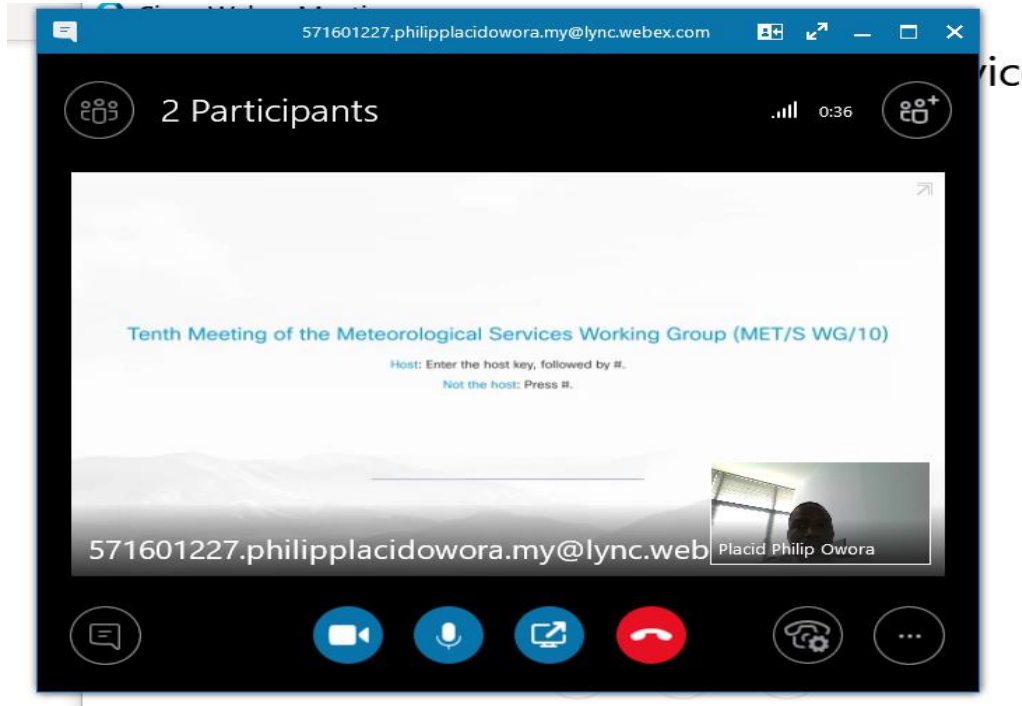 571601227.philipplacidowora.my@lync.webex.com
2 Participants
0:36
Tenth Meeting of the Meteorological Services Working Group (MET/S WG/10)
Host: Enter the host key, followed by #.
Not the host: Press #.
571601227.philipplacidowora.my@lync.web
Placid Philip Owora